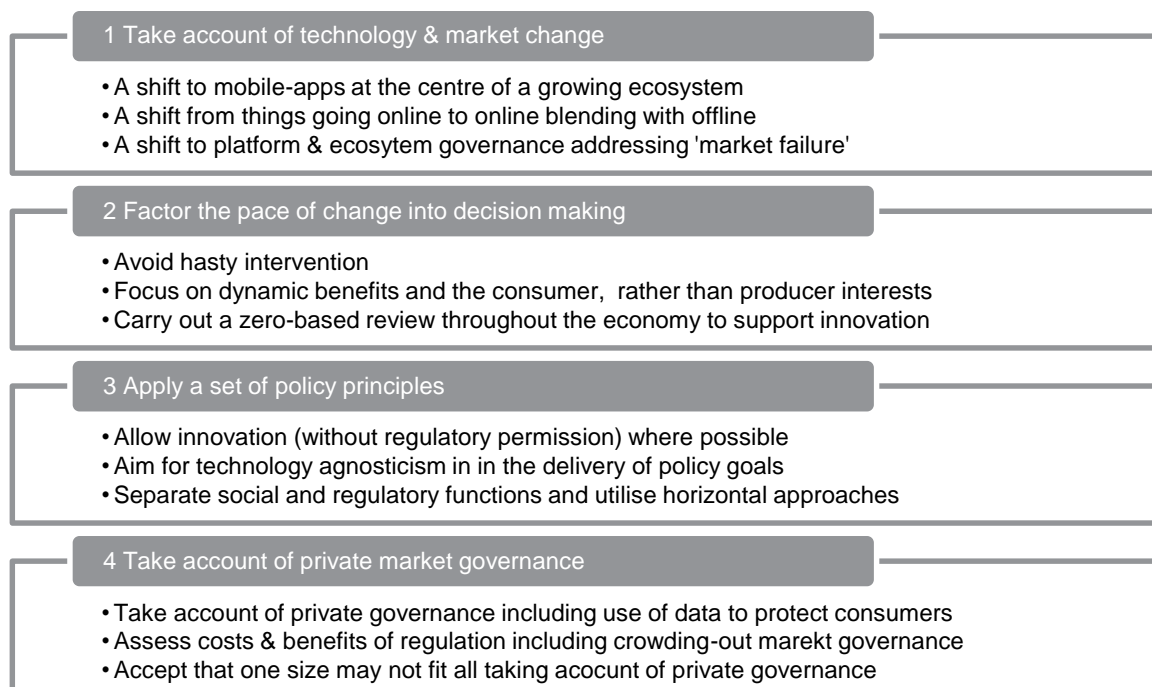 1 Take account of technology & market change
• A shift to mobile-apps at the centre of a growing ecosystem
• A shift from things going online to online blending with offline
• A shift to platform & ecosytem governance addressing 'market failure'
2 Factor the pace of change into decision making
• Avoid hasty intervention
• Focus on dynamic benefits and the consumer, rather than producer interests
• Carry out a zero-based review throughout the economy to support innovation
3 Apply a set of policy principles
• Allow innovation (without regulatory permission) where possible
• Aim for technology agnosticism in in the delivery of policy goals
• Separate social and regulatory functions and utilise horizontal approaches
4 Take account of private market governance
• Take account of private governance including use of data to protect consumers
• Assess costs & benefits of regulation including crowding-out marekt governance
• Accept that one size may not fit all taking acocunt of private governance